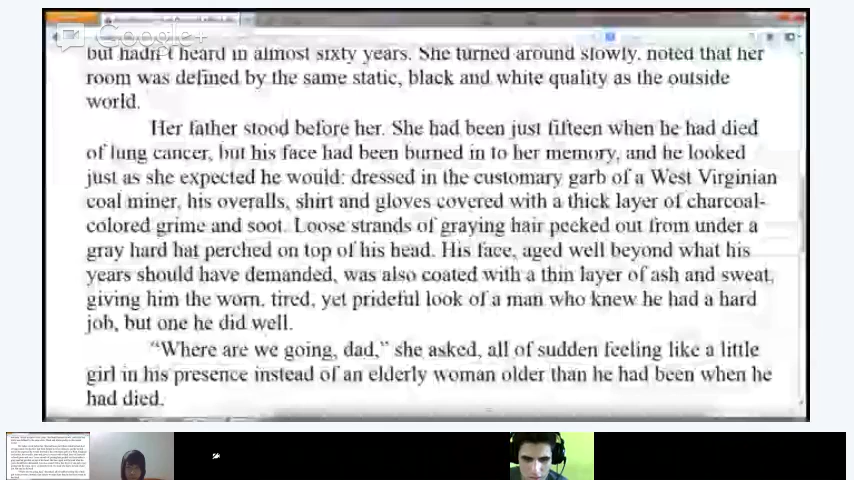 Google+
but hadn't heard in almost sixty years. She turned around slowly, noted that her
room was defined by the same static, black and white quality as the outside
world.
Her father stood before her. She had been just fifteen when he had died
of lung cancer, but his face had been burned in to her memory, and he looked
just as she expected he would: dressed in the customary garb of a West Virginian
coal miner, his overalls, shirt and gloves covered with a thick layer of charcoal-
colored grime and soot. Loose strands of graying hair peeked out from under a
gray hard hat perched on top of his head. His face, aged well beyond what his
years should have demanded, was also coated with a thin layer of ash and sweat,
giving him the worn, tired, yet prideful look of a man who knew he had a hard
job, but one he did well.
“Where are we going, dad,” she asked, all of sudden feeling like a little
girl in his presence instead of an elderly woman older than he had been when he
had died.